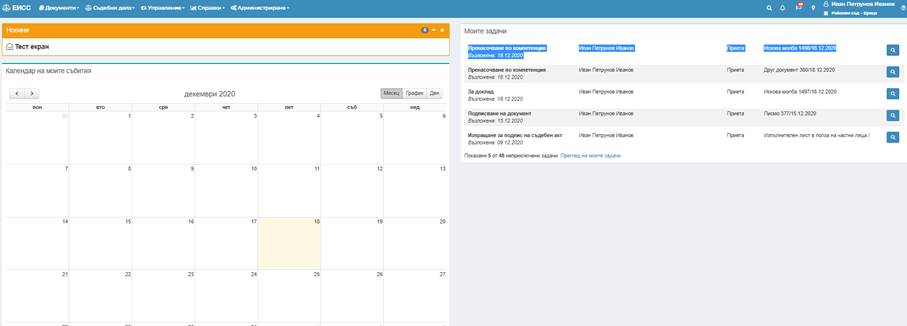 ЕИСС Документи Съдебни дела Управление Справки Администриране
Иван Петрунов Иванов
Районен съд - Враца
Новини
Тест екран
Календар на моите събития
декември 2020
Месец График Ден
пон вто сря чет пет съб нед
30 1 2 3 4 5 6
7 8 9 10 11 12 13
14 15 16 17 18 19 20
21 22 23 24 25 26 27
Моите задачи
Пренасочване по компетенция Иван Петрунов Иванов Приета Искова молба 1498/18.12.2020
Възложена: 18.12.2020
Пренасочване по компетенция Иван Петрунов Иванов Приета Друг документ 380/18.12.2020
Възложена: 18.12.2020
За доклад Иван Петрунов Иванов Приета Искова молба 1497/18.12.2020
Възложена: 18.12.2020
Подписване на документ Иван Петрунов Иванов Приета Писмо 377/15.12.2020
Възложена: 15.12.2020
Изпращане за подпис на съдебен акт Иван Петрунов Иванов Приета Изпълнителен лист в полза на частни лица /
Възложена: 09.12.2020
Показани 5 от 45 неприключени задачи. Преглед на моите задачи